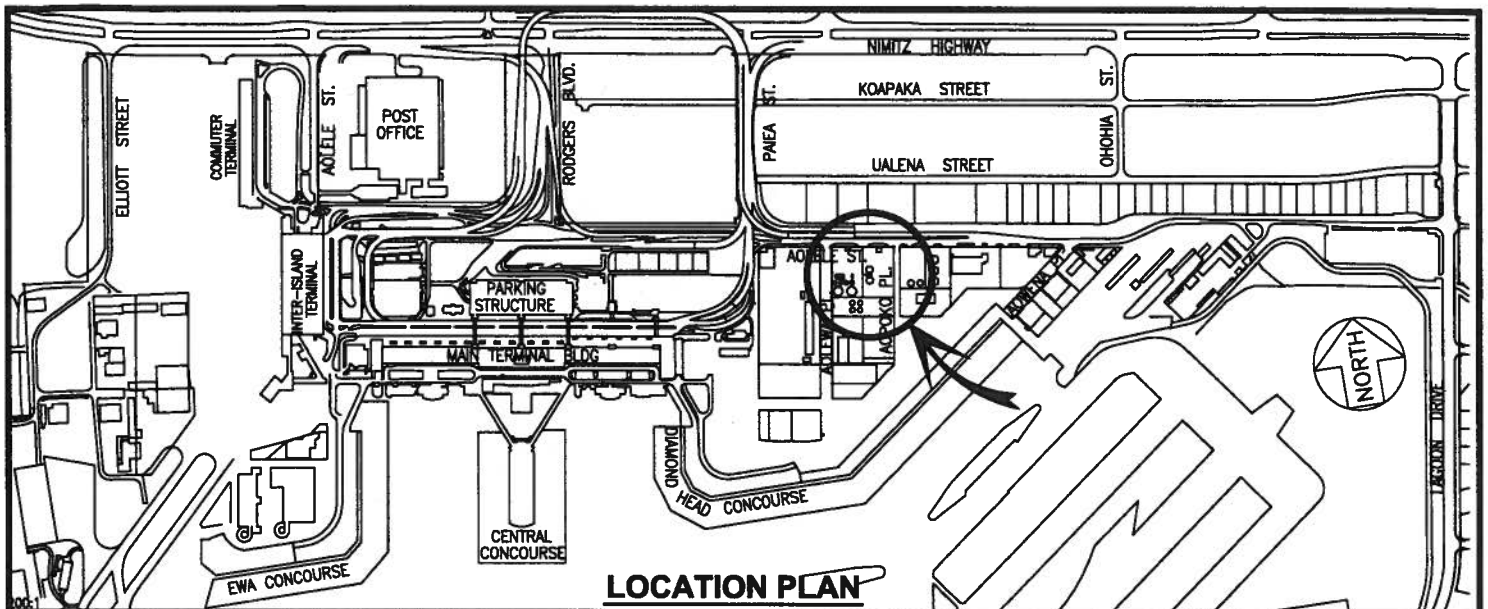 NIMITZ HIGHWAY
KOAPAKA STREET
UALENA STREET
ELLIOTT STREET
COMMUTER
TERMINAL
AOLELE ST.
POST
OFFICE
RODGERS BLVD.
PAIEA ST.
OHOHIA ST.
INTER-ISLAND
TERMINAL
PARKING
STRUCTURE
MAIN TERMINAL BLDG
AOLELE ST.
AOPOKO PL.
AOWENA
NORTH
LAGOON DRIVE
DIAMOND
HEAD CONCOURSE
CENTRAL
CONCOURSE
EWA CONCOURSE
LOCATION PLAN